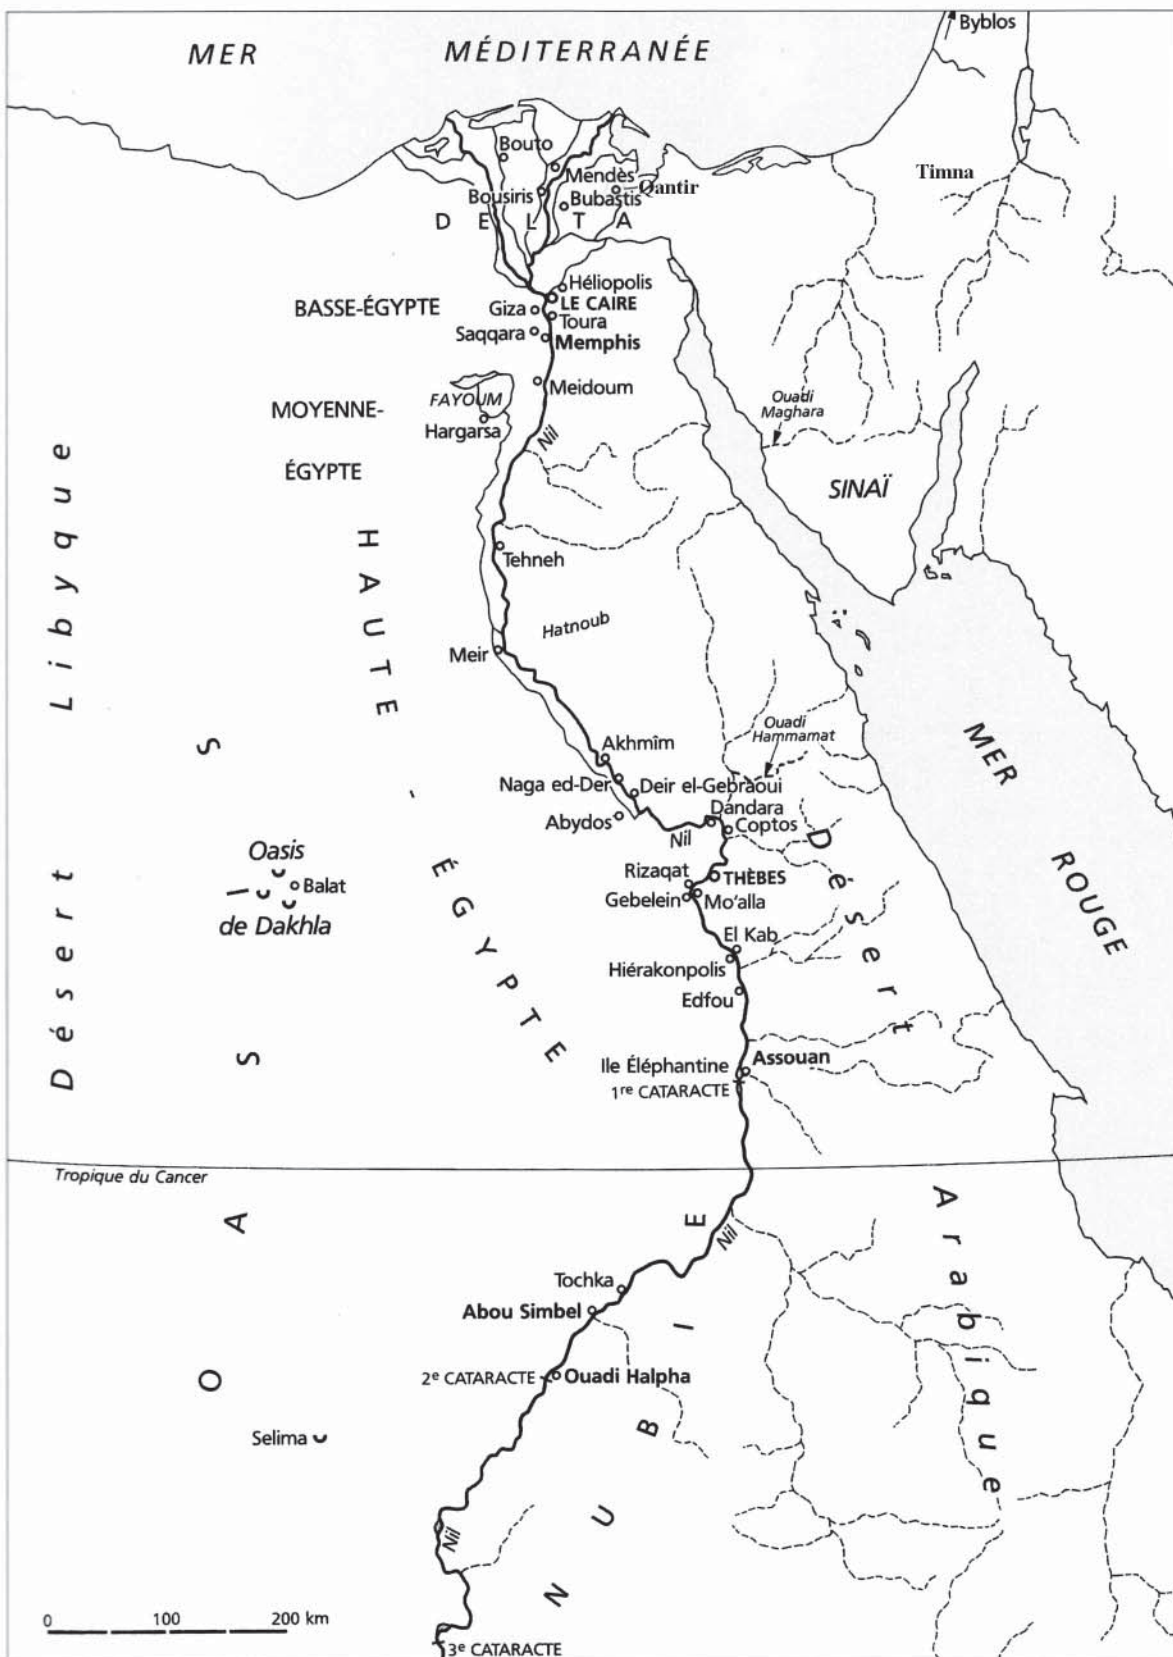 Byblos
MER MÉDITERRANÉE
Bouto
Mendès
Timna
Qantir
Bousiris
Bubastis
DELTA
Héliopolis
BASSE-ÉGYPTE
LE CAIRE
Giza
Toura
Saqqara
Memphis
Meidoum
FAYOUM
Ouadi
Maghara
MOYENNE-
ÉGYPTE
Hargarsa
Nil
SINAÏ
Désert Libyque
HAUTE-ÉGYPTE
Tehneh
Hatnoub
Meir
MER ROUGE
Ouadi
Hammamat
Akhmîm
Naga ed-Der
Deir el-Gebraoui
Dandara
Abydos
Nil
Coptos
Oasis
de Dakhla
Balat
Rizaqat
THÈBES
Gebelein
Mo'alla
Désert Arabique
El Kab
Hiérakonpolis
Edfou
Ile Éléphantine
Assouan
1re CATARACTE
Tropique du Cancer
OASIS
Nil
NUBIE
Tochka
Abou Simbel
2e CATARACTE
Ouadi Halpha
Selima
Nil
0 100 200 km
3e CATARACTE